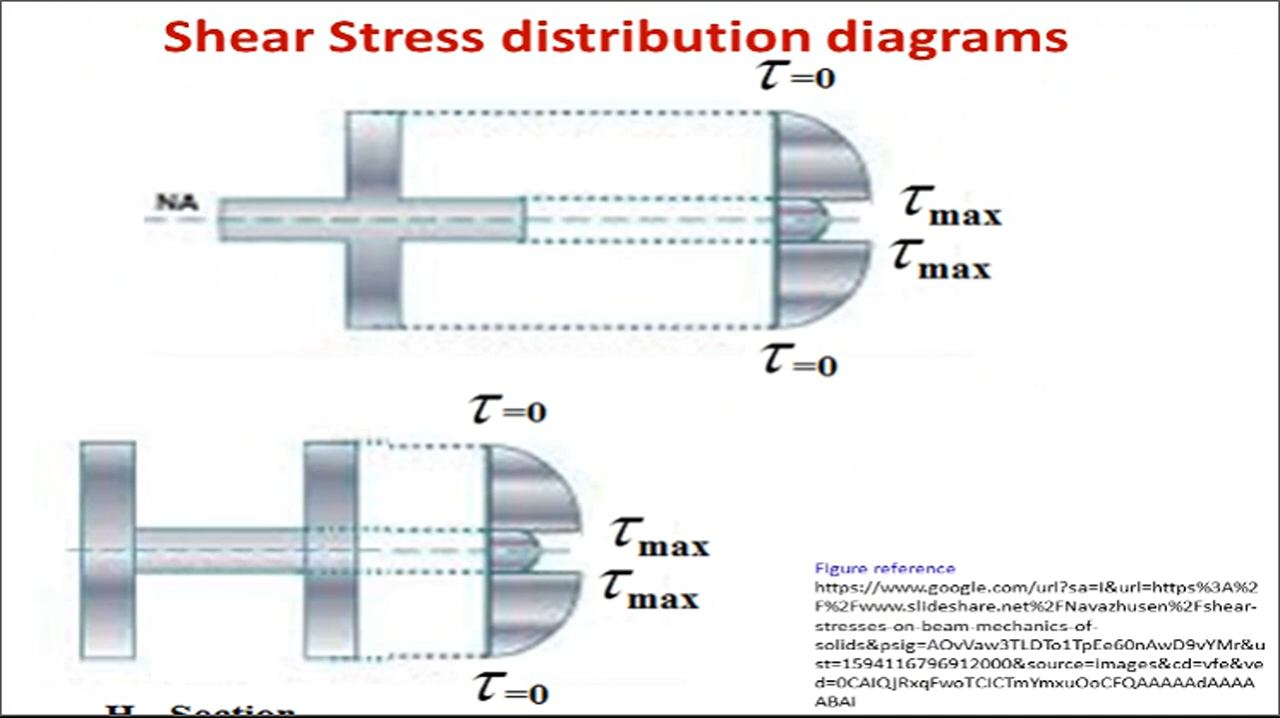 Shear Stress distribution diagrams
τ=0
NA
τmax
τmax
τ=0
τ=0
τmax
τmax
τ=0
H Section
Figure reference
https://www.google.com/url?sa=i&url=https%3A%2
F%2Fwww.slideshare.net%2FNavazhusen%2Fshear-
stresses-on-beam-mechanics-of-
solids&psig=AOvVaw3TLDTo1TpEe60nAwD9vYMr&u
st=1594116796912000&source=images&cd=vfe&ve
d=0CAIQjRxqFwoTCICTmYmxuOoCFQAAAAAdAAAA
ABAI